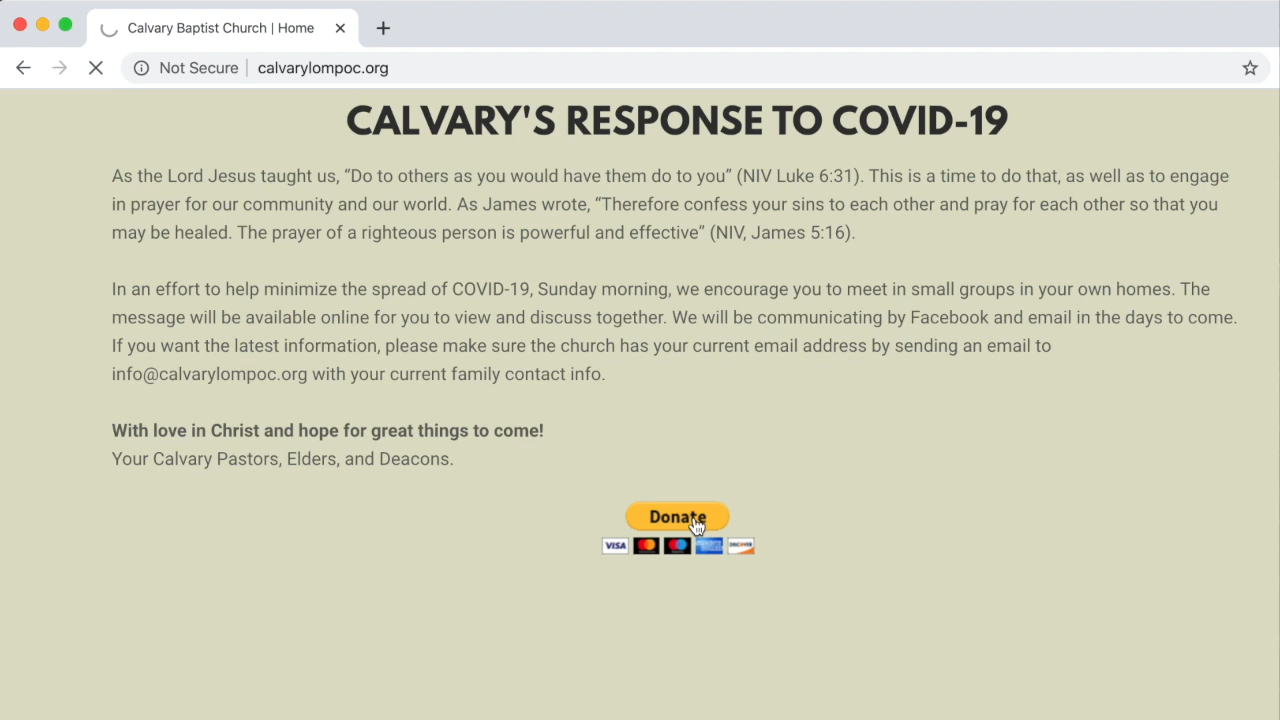 Calvary Baptist Church | Home
Not Secure calvarylompoc.org
CALVARY'S RESPONSE TO COVID-19
As the Lord Jesus taught us, “Do to others as you would have them do to you” (NIV Luke 6:31). This is a time to do that, as well as to engage
in prayer for our community and our world. As James wrote, “Therefore confess your sins to each other and pray for each other so that you
may be healed. The prayer of a righteous person is powerful and effective” (NIV, James 5:16).
In an effort to help minimize the spread of COVID-19, Sunday morning, we encourage you to meet in small groups in your own homes. The
message will be available online for you to view and discuss together. We will be communicating by Facebook and email in the days to come.
If you want the latest information, please make sure the church has your current email address by sending an email to
info@calvarylompoc.org with your current family contact info.
With love in Christ and hope for great things to come!
Your Calvary Pastors, Elders, and Deacons.
Donate
VISA DISCOVER